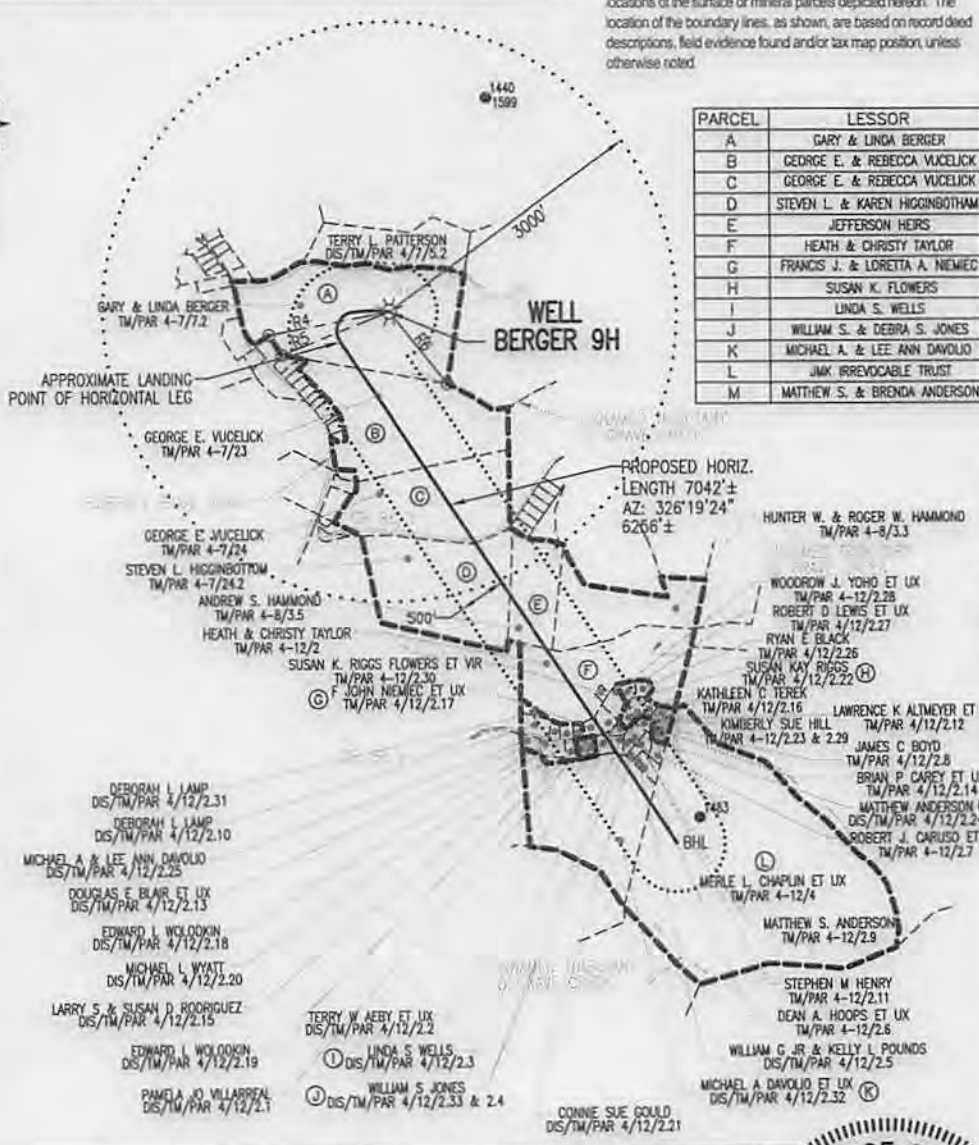 locations of the surface or mineral parcels depicted hereon. The
location of the boundary lines, as shown, are based on record deed
descriptions, field evidence found and/or tax map position, unless
otherwise noted
1440
1599
PARCEL LESSOR
A GARY & LINDA BERGER
B GEORGE E. & REBECCA VUCELICK
C GEORGE E. & REBECCA VUCELICK
D STEVEN L. & KAREN HIGGINBOTHAM
E JEFFERSON HEIRS
F HEATH & CHRISTY TAYLOR
G FRANCIS J. & LORETTA A. NIEMIEC
H SUSAN K. FLOWERS
I LINDA S. WELLS
J WILLIAM S. & DEBRA S. JONES
K MICHAEL A. & LEE ANN DAVOLIO
L JMK IRREVOCABLE TRUST
M MATTHEW S. & BRENDA ANDERSON
3000'
TERRY L. PATTERSON
DIS/TM/PAR 4/7/5.2
A
GARY & LINDA BERGER
TM/PAR 4-7/7.2
R4
R5
R6
WELL
BERGER 9H
APPROXIMATE LANDING
POINT OF HORIZONTAL LEG
GEORGE E. VUCELICK
TM/PAR 4-7/23
B
C
PROPOSED HORIZ.
LENGTH 7042'±
AZ: 326°19'24"
6266'±
HUNTER W. & ROGER W. HAMMOND
TM/PAR 4-8/3.3
GEORGE E. VUCELICK
TM/PAR 4-7/24
STEVEN L. HIGGINBOTTOM
TM/PAR 4-7/24.2
D
ANDREW S. HAMMOND
TM/PAR 4-8/3.5
500'
E
WOODROW J. YOHO ET UX
TM/PAR 4-12/2.28
ROBERT D LEWIS ET UX
TM/PAR 4/12/2.27
HEATH & CHRISTY TAYLOR
TM/PAR 4-12/2
RYAN E BLACK
TM/PAR 4/12/2.26
SUSAN K. RIGGS FLOWERS ET VIR
TM/PAR 4-12/2.30
F
SUSAN KAY RIGGS H
TM/PAR 4/12/2.22
G F JOHN NIEMIEC ET UX
TM/PAR 4/12/2.17
KATHLEEN C TEREK
TM/PAR 4/12/2.16
LAWRENCE K ALTMEYER ET
TM/PAR 4/12/2.12
KIMBERLY SUE HILL
TM/PAR 4-12/2.23 & 2.29
JAMES C BOYD
TM/PAR 4/12/2.8
BRIAN P CAREY ET U
TM/PAR 4/12/2.14
MATTHEW ANDERSON
DIS/TM/PAR 4/12/2.2
ROBERT J. CARUSO ET
TM/PAR 4-12/2.7
1483
BHL
DEBORAH L LAMP
DIS/TM/PAR 4/12/2.31
DEBORAH L LAMP
DIS/TM/PAR 4/12/2.10
MICHAEL A & LEE ANN DAVOLIO
DIS/TM/PAR 4/12/2.25
DOUGLAS E BLAIR ET UX
DIS/TM/PAR 4/12/2.13
L
MERLE L. CHAPLIN ET UX
TM/PAR 4-12/4
EDWARD L WOLODKIN
DIS/TM/PAR 4/12/2.18
MATTHEW S. ANDERSON
TM/PAR 4-12/2.9
MICHAEL L WYATT
DIS/TM/PAR 4/12/2.20
STEPHEN M HENRY
TM/PAR 4-12/2.11
LARRY S & SUSAN D RODRIGUEZ
DIS/TM/PAR 4/12/2.15
TERRY W AEBY ET UX
DIS/TM/PAR 4/12/2.2
DEAN A. HOOPS ET UX
TM/PAR 4-12/2.6
EDWARD L WOLODKIN
DIS/TM/PAR 4/12/2.19
I LINDA S WELLS
DIS/TM/PAR 4/12/2.3
WILLIAM G JR & KELLY L POUNDS
DIS/TM/PAR 4/12/2.5
PAMELA JO VILLARREAL
DIS/TM/PAR 4/12/2.1
J WILLIAM S JONES
DIS/TM/PAR 4/12/2.33 & 2.4
MICHAEL A DAVOLIO ET UX K
DIS/TM/PAR 4/12/2.32
CONNIE SUE GOULD
DIS/TM/PAR 4/12/2.21